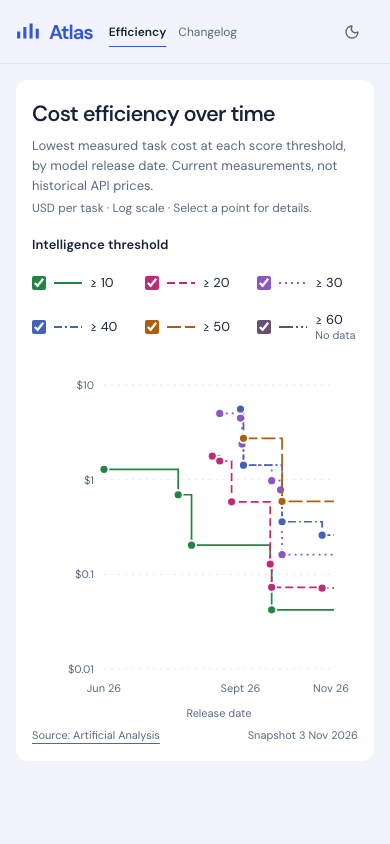 Atlas Efficiency Changelog
Cost efficiency over time
Lowest measured task cost at each score threshold,
by model release date. Current measurements, not
historical API prices.
USD per task · Log scale · Select a point for details.
Intelligence threshold
≥ 10 ≥ 20 ≥ 30
≥ 40 ≥ 50 ≥ 60
No data
$10
$1
$0.1
$0.01
Jun 26 Sept 26 Nov 26
Release date
Source: Artificial Analysis Snapshot 3 Nov 2026